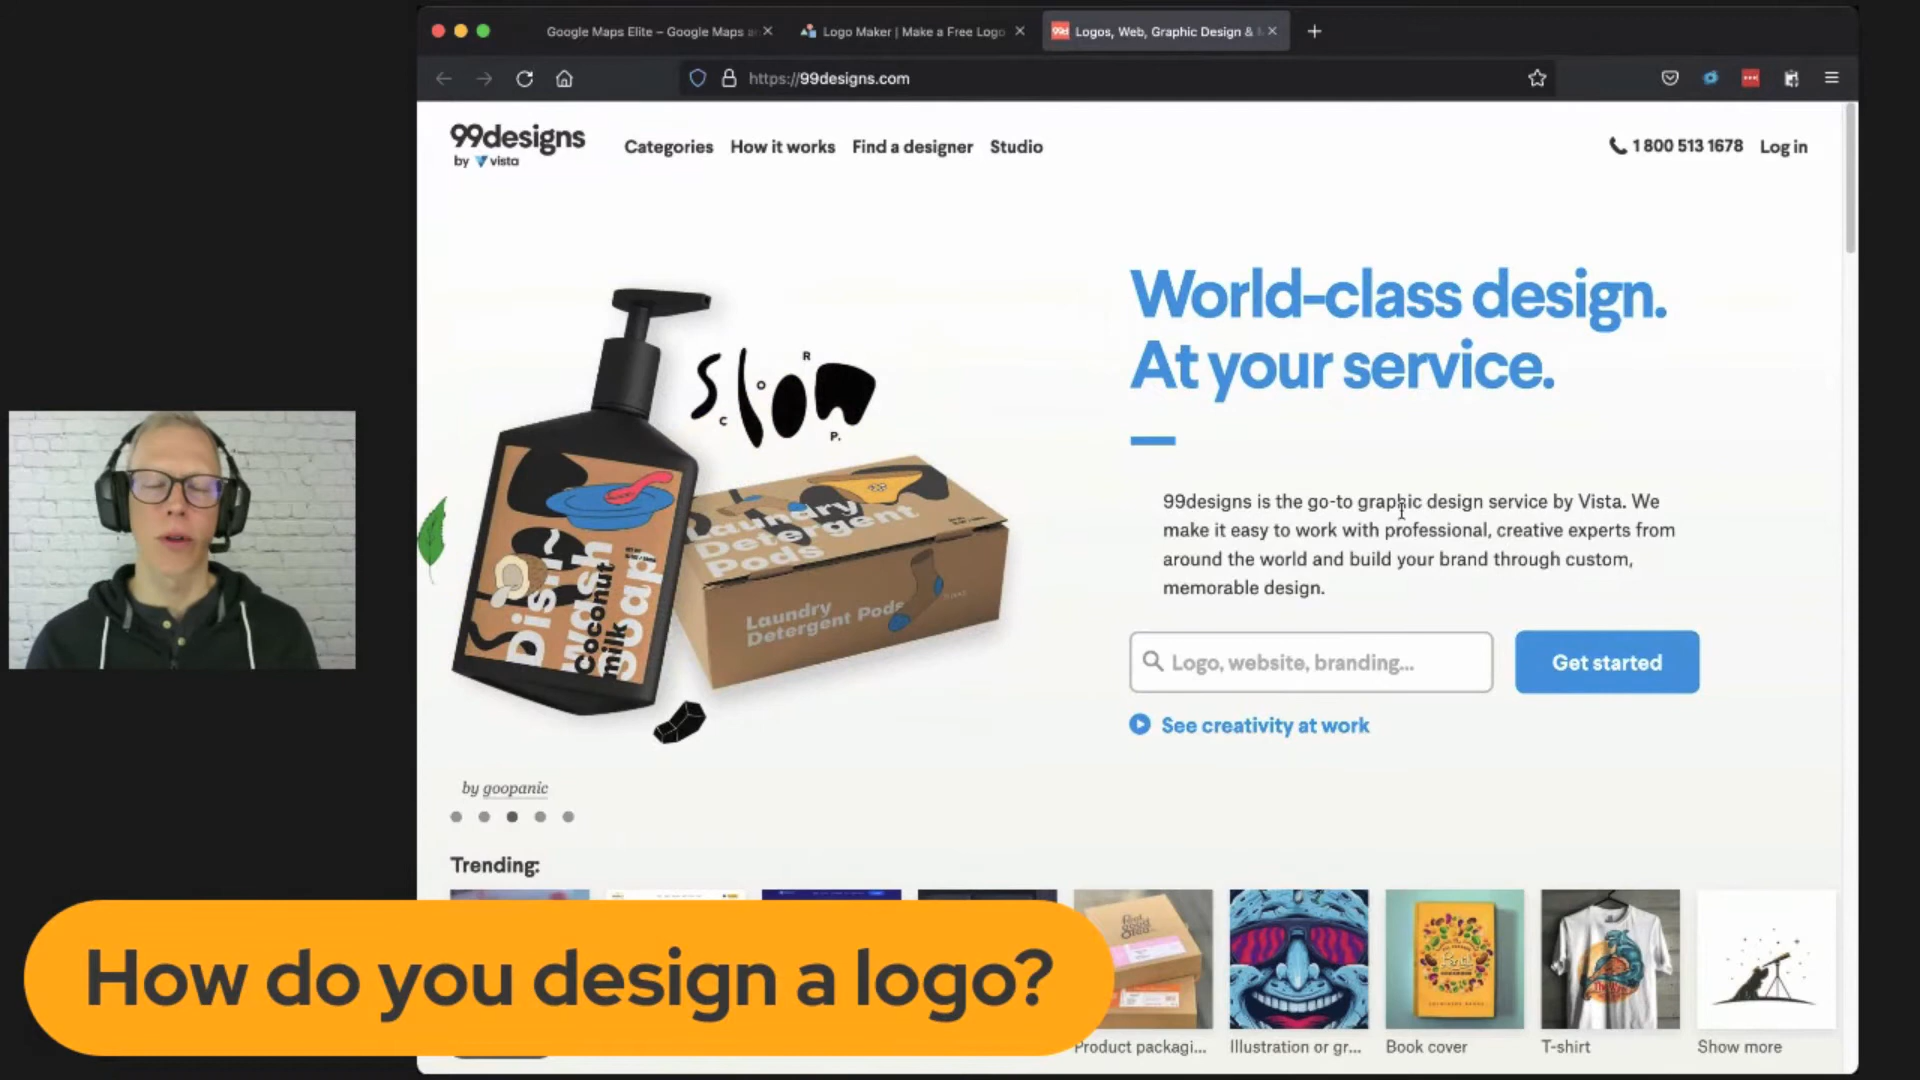 Google Maps Elite – Google Maps a
Logo Maker | Make a Free Logo
99d
Logos, Web, Graphic Design &
https://99designs.com
99designs
by vista
Categories
How it works
Find a designer
Studio
1 800 513 1678
Log in
World-class design.
At your service.
S l o w
C O R P.
Dish~
wash
soap
Coconut
milk
Laundry
Detergent
Pods
Laundry
Detergent Pods
99designs is the go-to graphic design service by Vista. We
make it easy to work with professional, creative experts from
around the world and build your brand through custom,
memorable design.
Logo, website, branding...
Get started
See creativity at work
by goopanic
Trending:
How do you design a logo?
Product packagi...
Illustration or gr...
Book cover
T-shirt
Show more